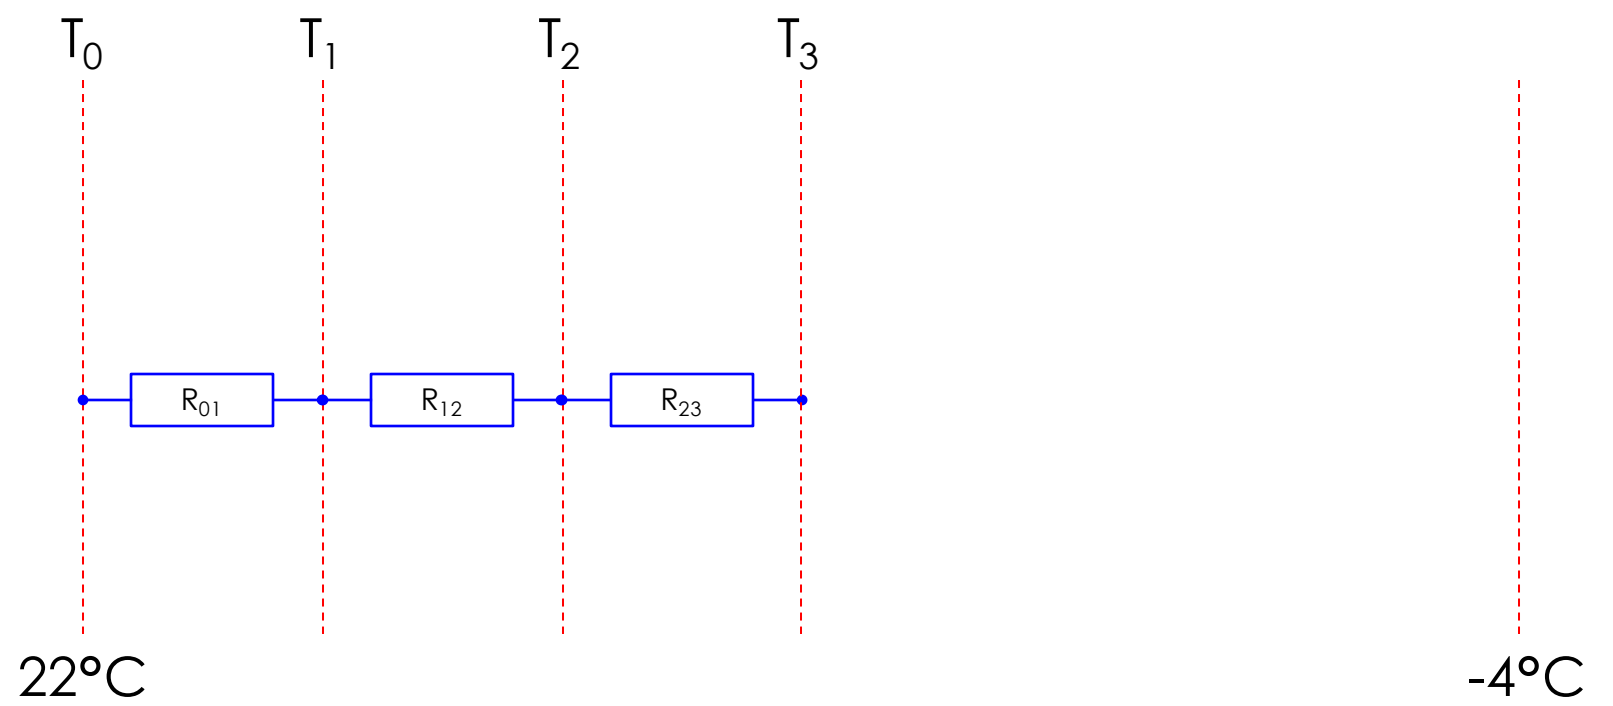 T₀ T₁ T₂ T₃
R₀₁ R₁₂ R₂₃
22°C -4°C